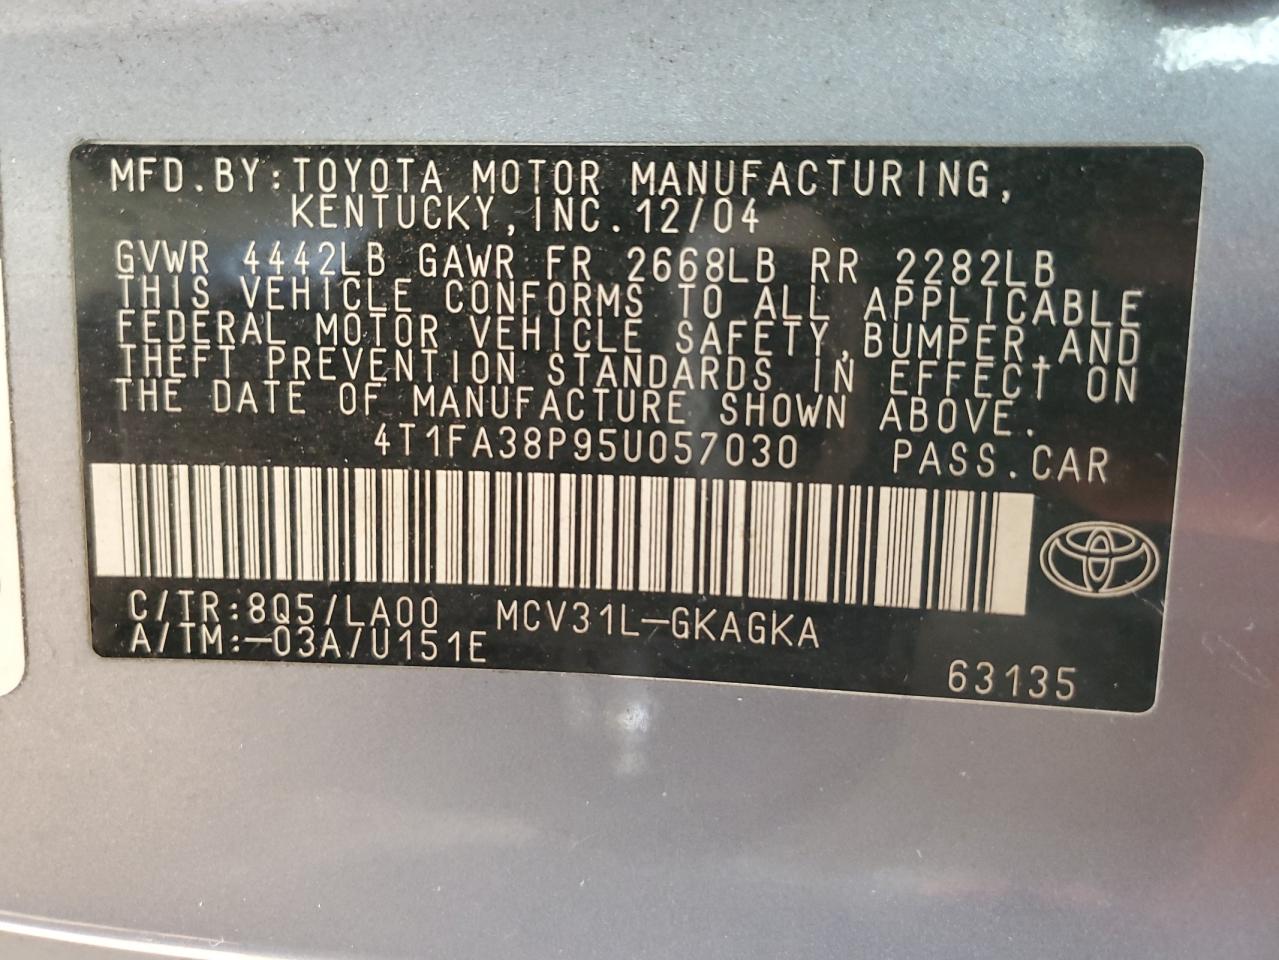 MFD.BY:TOYOTA MOTOR MANUFACTURING,
KENTUCKY, INC.12/04
GVWR 4442LB GAWR FR 2668LB RR 2282LB
THIS VEHICLE CONFORMS TO ALL APPLICABLE
FEDERAL MOTOR VEHICLE SAFETY,BUMPER,AND
THEFT PREVENTION STANDARDS IN EFFECT ON
THE DATE OF MANUFACTURE SHOWN ABOVE.
4T1FA38P95U057030 PASS.CAR
C/TR:8Q5/LA00 MCV31L-GKAGKA
A/TM:-03A/U151E
63135